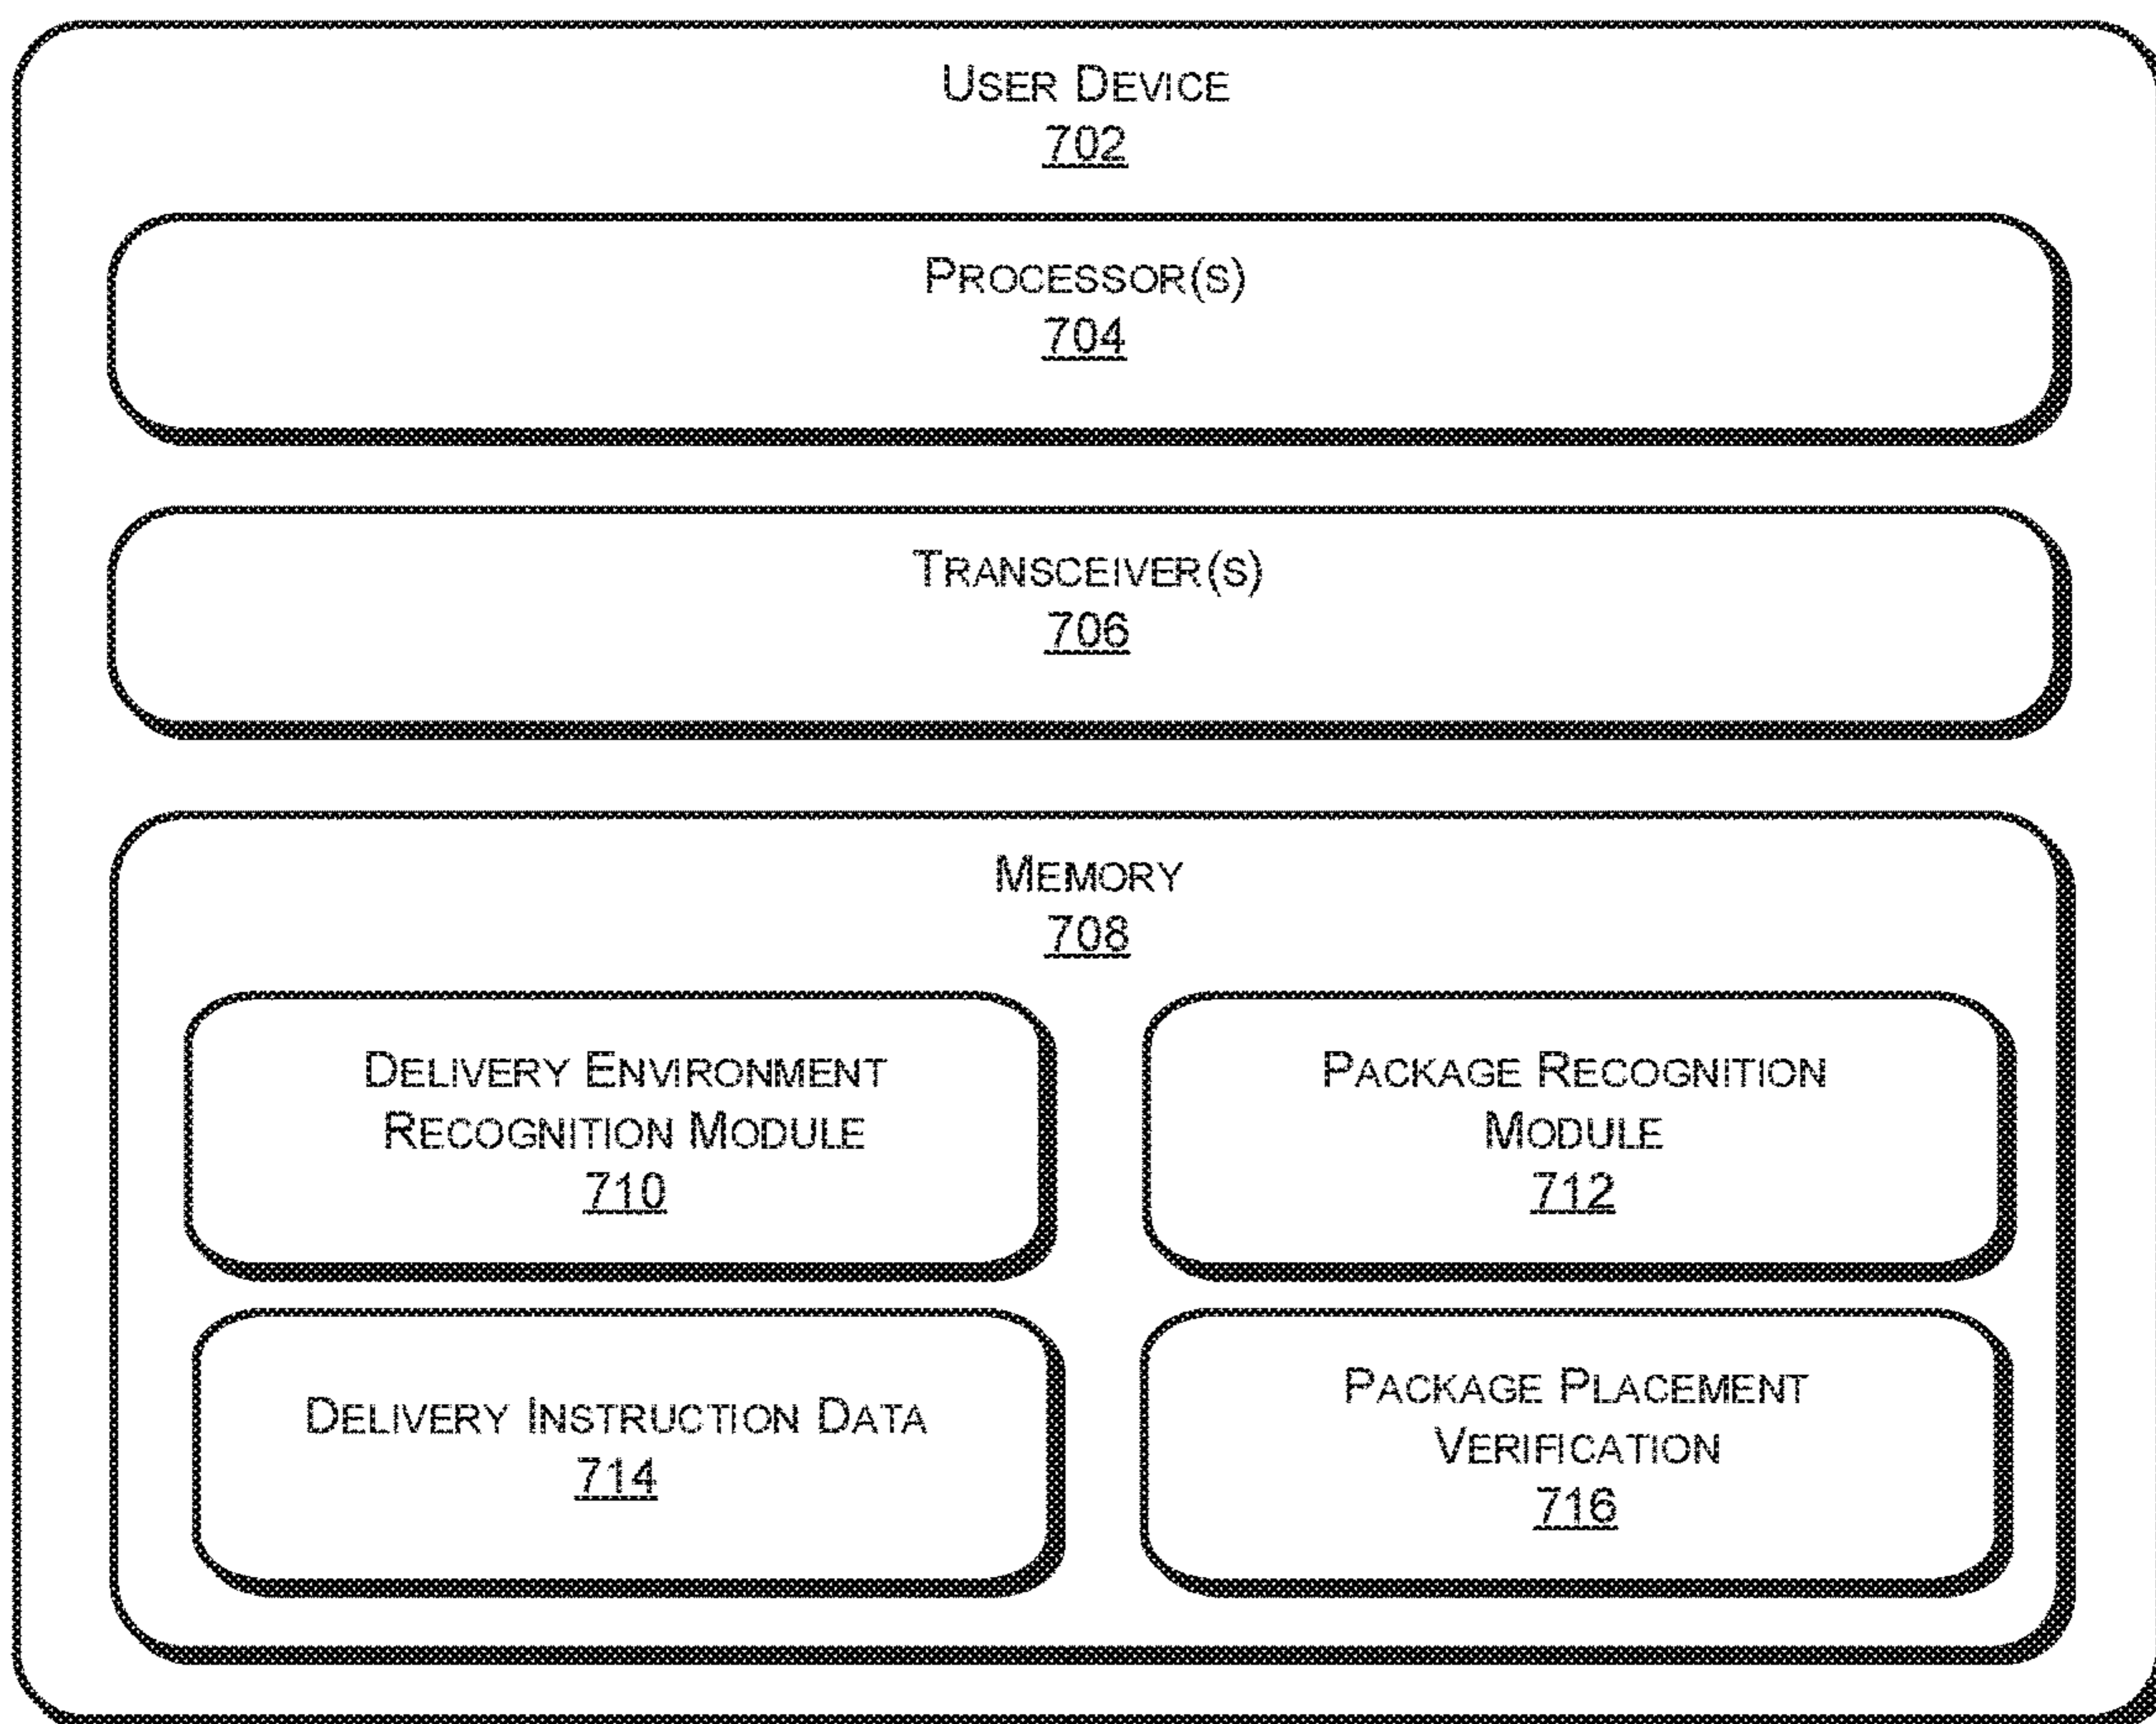 USER DEVICE
702
PROCESSOR(S)
704
TRANSCEIVER(S)
706
MEMORY
708
DELIVERY ENVIRONMENT
RECOGNITION MODULE
710
PACKAGE RECOGNITION
MODULE
712
DELIVERY INSTRUCTION DATA
714
PACKAGE PLACEMENT
VERIFICATION
716